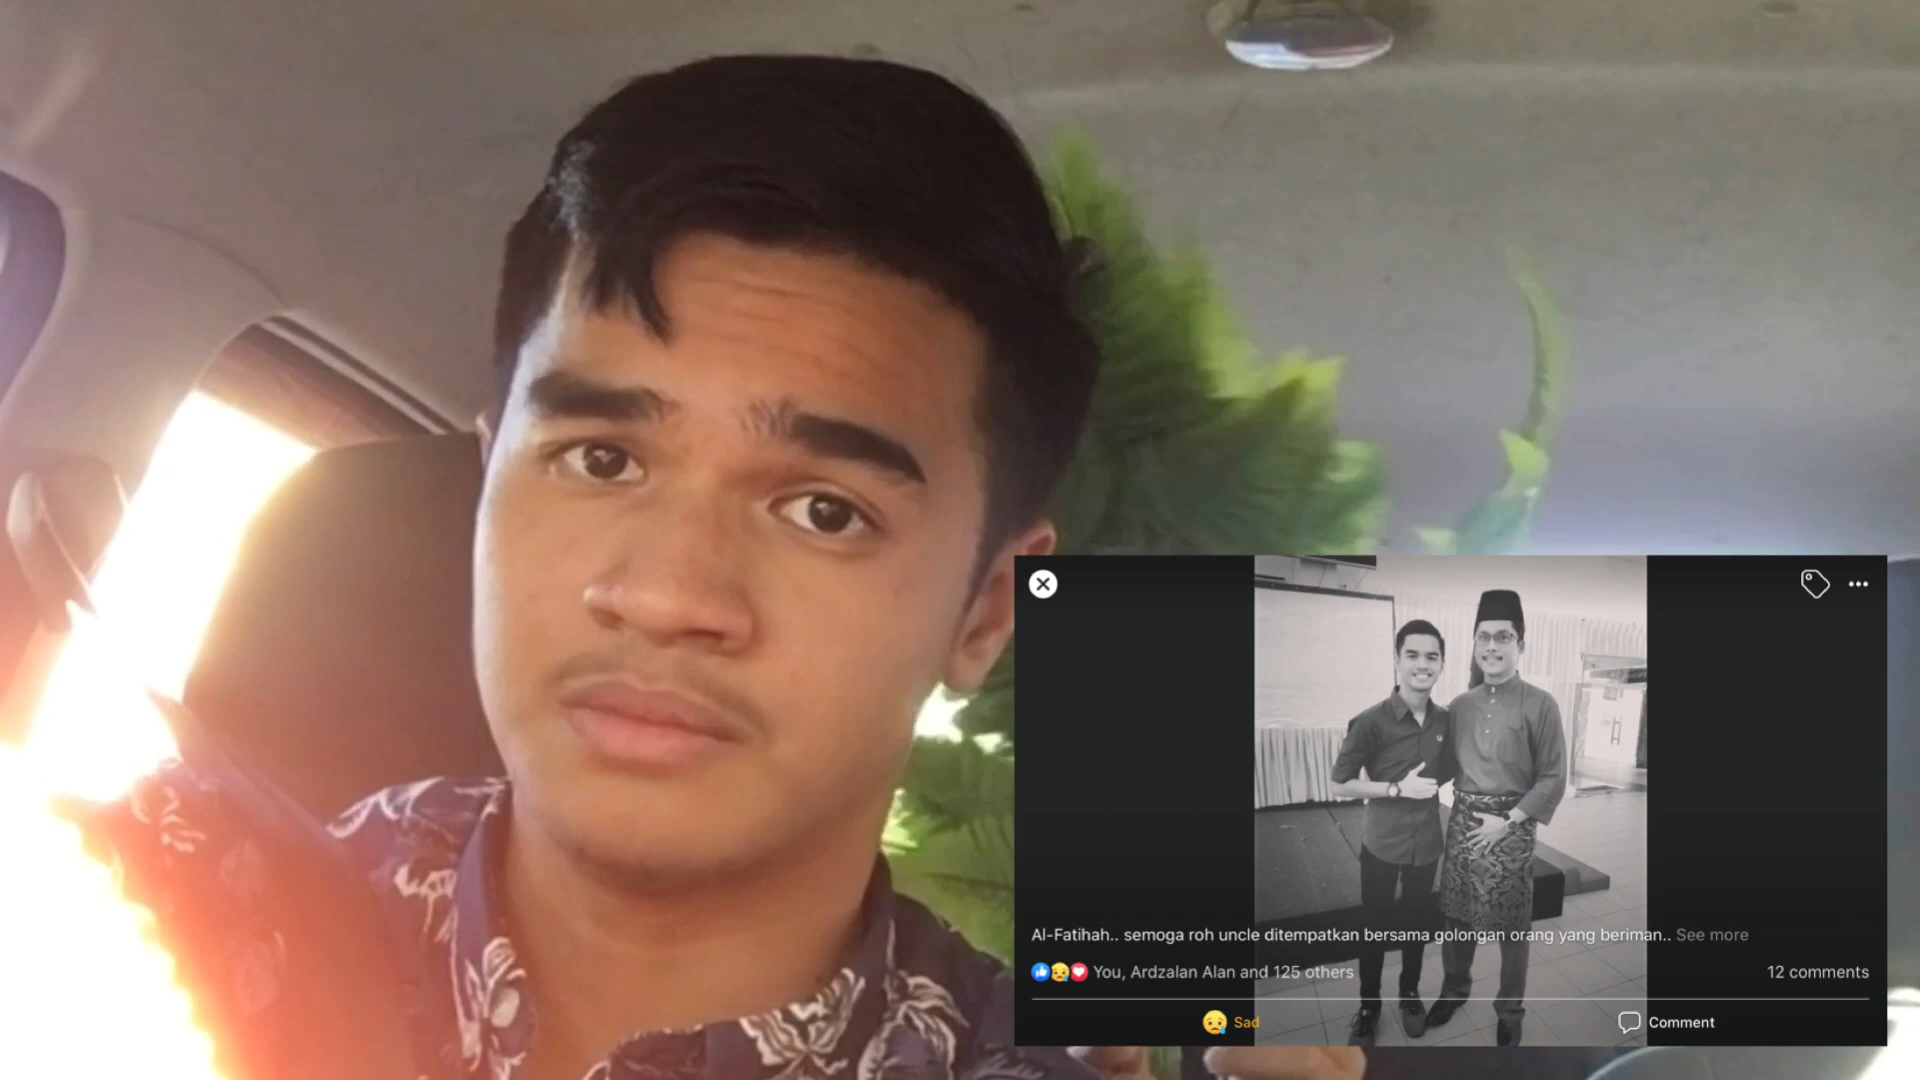 Al-Fatihah.. semoga roh uncle ditempatkan bersama golongan orang yang beriman.. See more
You, Ardzalan Alan and 125 others 12 comments
Sad Comment